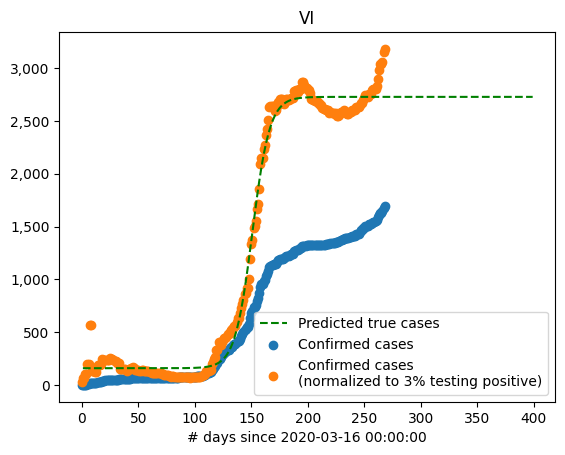 VI
3,000
2,500
2,000
1,500
1,000
500
0
Predicted true cases
Confirmed cases
Confirmed cases
(normalized to 3% testing positive)
0 50 100 150 200 250 300 350 400
# days since 2020-03-16 00:00:00